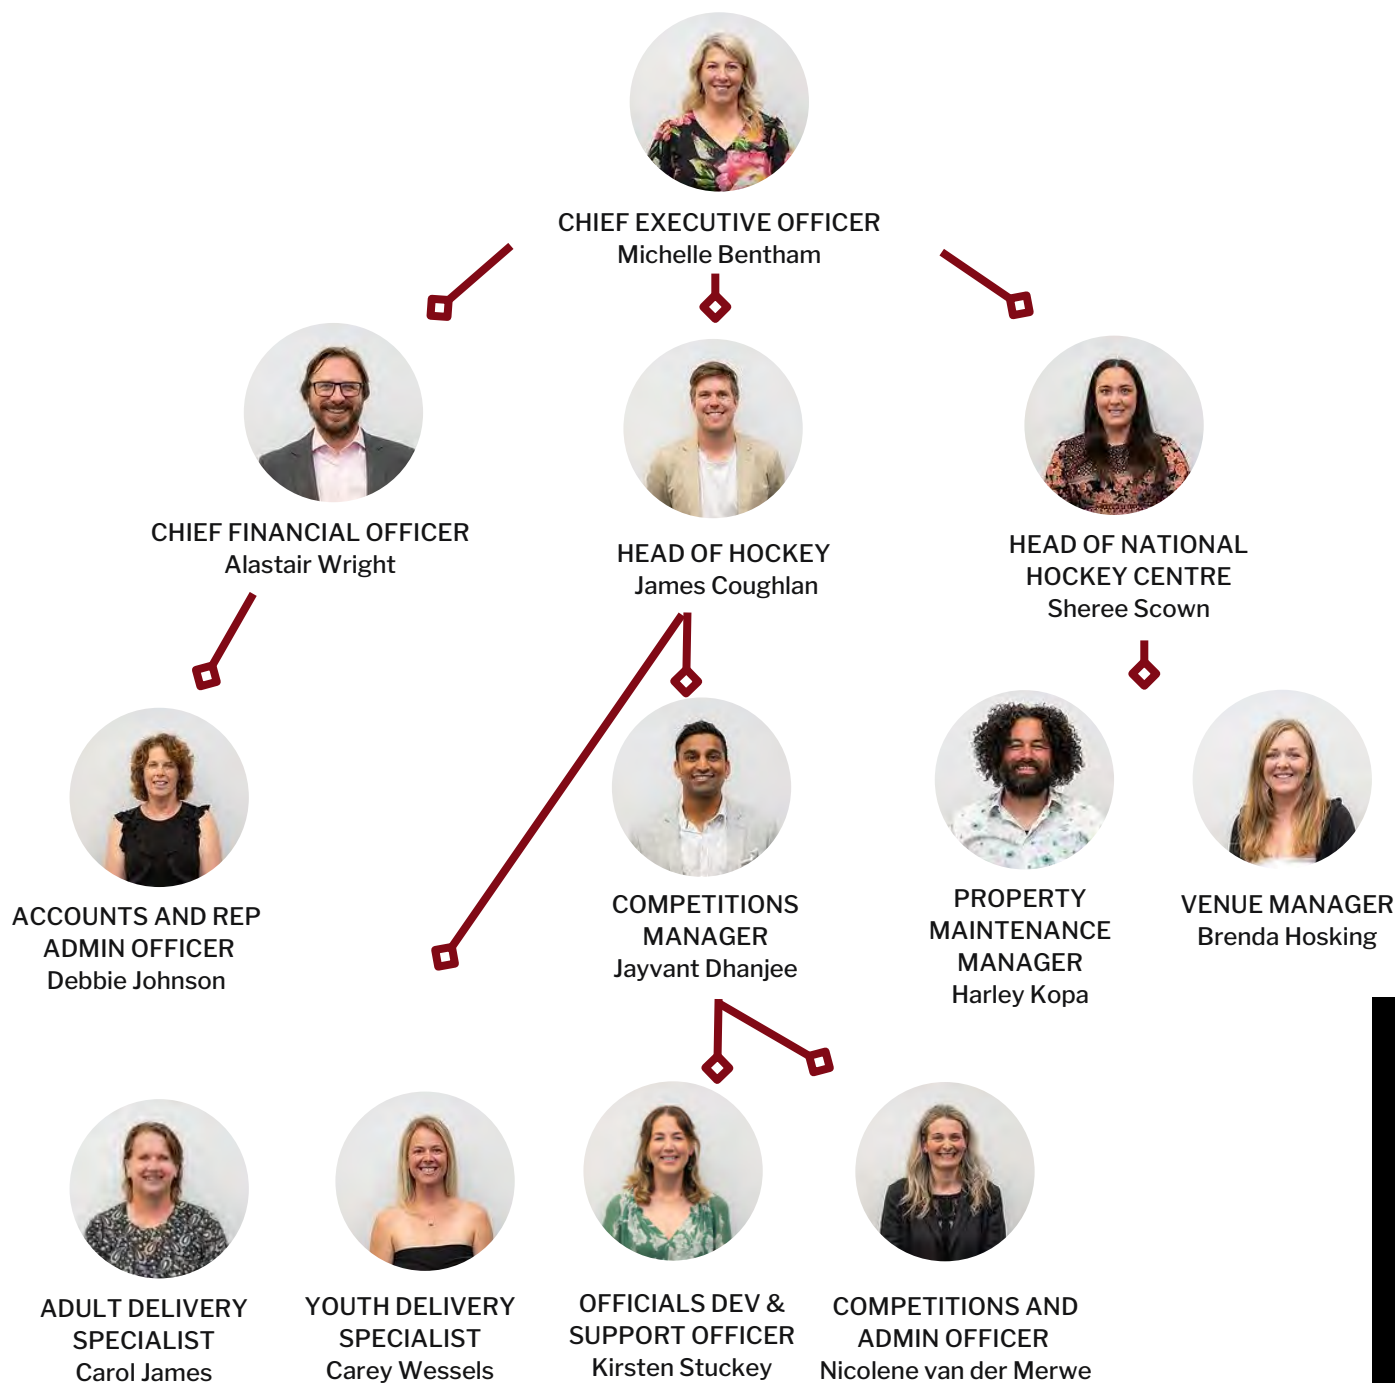 CHIEF EXECUTIVE OFFICER
Michelle Bentham
CHIEF FINANCIAL OFFICER
Alastair Wright
HEAD OF HOCKEY
James Coughlan
HEAD OF NATIONAL
HOCKEY CENTRE
Sheree Scown
ACCOUNTS AND REP
ADMIN OFFICER
Debbie Johnson
COMPETITIONS
MANAGER
Jayvant Dhanjee
PROPERTY
MAINTENANCE
MANAGER
Harley Kopa
VENUE MANAGER
Brenda Hosking
ADULT DELIVERY
SPECIALIST
Carol James
YOUTH DELIVERY
SPECIALIST
Carey Wessels
OFFICIALS DEV &
SUPPORT OFFICER
Kirsten Stuckey
COMPETITIONS AND
ADMIN OFFICER
Nicolene van der Merwe